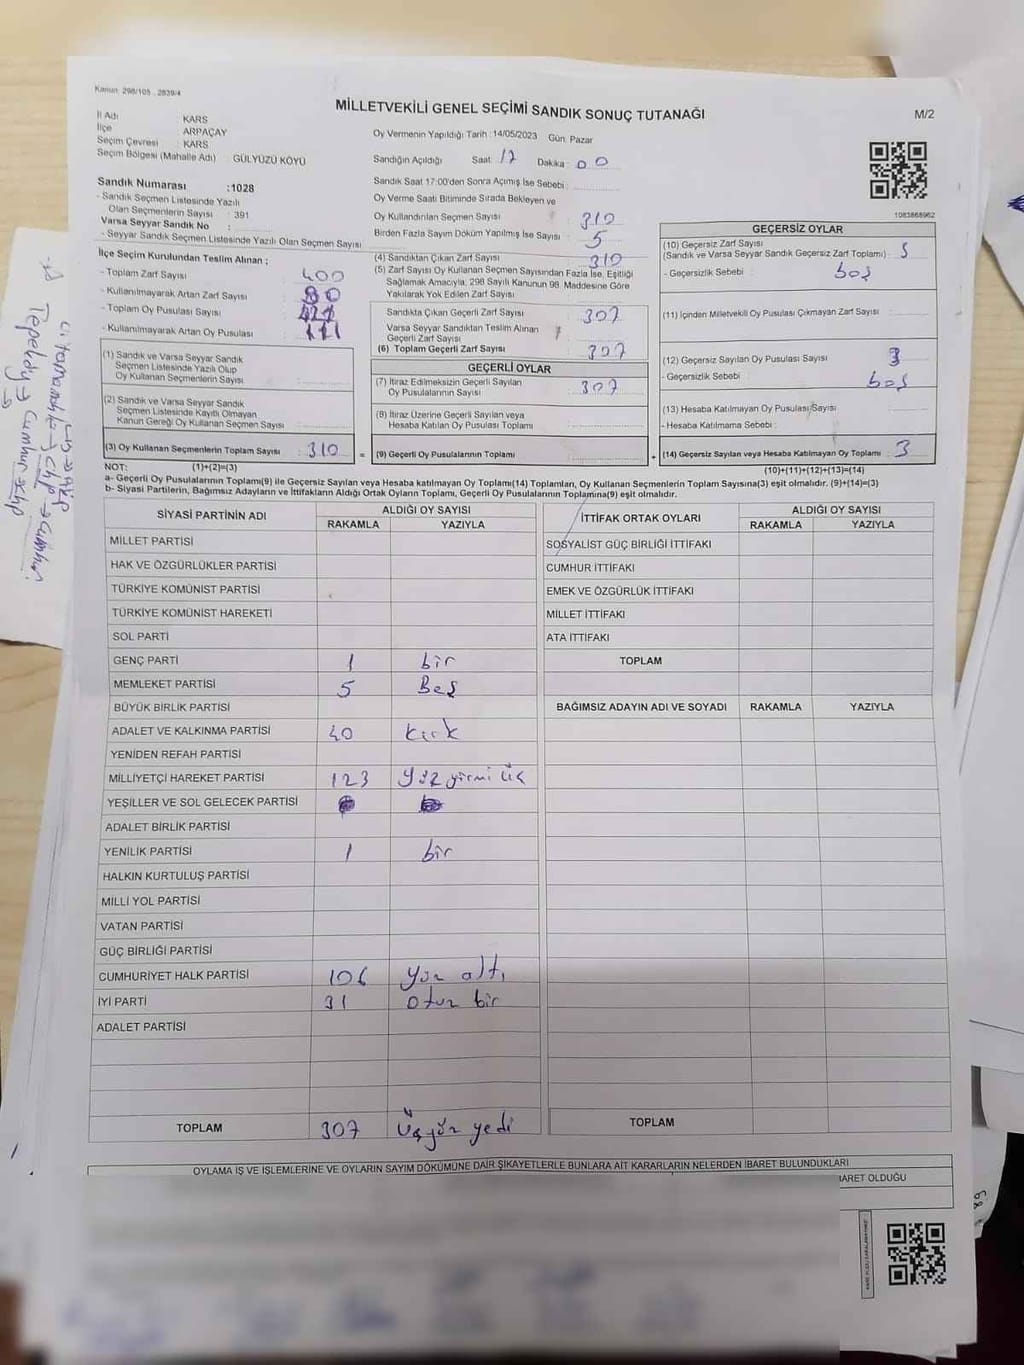 Kanun 298/105 , 2839/4
MİLLETVEKİLİ GENEL SEÇİMİ SANDIK SONUÇ TUTANAĞI
M/2
İl Adı KARS
İlçe ARPAÇAY
Seçim Çevresi KARS
Seçim Bölgesi (Mahalle Adı) GÜLYÜZÜ KÖYÜ
Sandık Numarası :1028
- Sandık Seçmen Listesinde Yazılı
Olan Seçmenlerin Sayısı : 391
Varsa Seyyar Sandık No :
- Seyyar Sandık Seçmen Listesinde Yazılı Olan Seçmen Sayısı
İlçe Seçim Kurulundan Teslim Alınan ;
- Toplam Zarf Sayısı : 400
- Kullanılmayarak Artan Zarf Sayısı : 90
- Toplam Oy Pusulası Sayısı :
- Kullanılmayarak Artan Oy Pusulası : 111
(1) Sandık ve Varsa Seyyar Sandık
Seçmen Listesinde Yazılı Olup
Oy Kullanan Seçmenlerin Sayısı :
(2) Sandık ve Varsa Seyyar Sandık
Seçmen Listesinde Kayıtlı Olmayan
Kanun Gereği Oy Kullanan Seçmen Sayısı :
(3) Oy Kullanan Seçmenlerin Toplam Sayısı : 310
Oy Vermenin Yapıldığı Tarih : 14/05/2023 Gün: Pazar
Sandığın Açıldığı Saat: 17 Dakika : 00
Sandık Saat 17:00'den Sonra Açımış İse Sebebi :
Oy Verme Saati Bitiminde Sırada Bekleyen ve
Oy Kullandırılan Seçmen Sayısı : 310
Birden Fazla Sayım Döküm Yapılmış İse Sayısı : 5
(4) Sandıktan Çıkan Zarf Sayısı : 310
(5) Zarf Sayısı Oy Kullanan Seçmen Sayısından Fazla İse, Eşitliği
Sağlamak Amacıyla, 298 Sayılı Kanunun 98. Maddesine Göre
Yakılarak Yok Edilen Zarf Sayısı :
Sandıkta Çıkan Geçerli Zarf Sayısı : 307
Varsa Seyyar Sandıktan Teslim Alınan
Geçerli Zarf Sayısı :
(6) Toplam Geçerli Zarf Sayısı : 307
GEÇERLİ OYLAR
(7) İtiraz Edilmeksizin Geçerli Sayılan
Oy Pusulalarının Sayısı : 307
(8) İtiraz Üzerine Geçerli Sayılan veya
Hesaba Katılan Oy Pusulası Toplamı :
= (9) Geçerli Oy Pusulalarının Toplamı :
1083868962
GEÇERSİZ OYLAR
(10) Geçersiz Zarf Sayısı
(Sandık ve Varsa Seyyar Sandık Geçersiz Zarf Toplamı) :
- Geçersizlik Sebebi : boş
(11) İçinden Milletvekili Oy Pusulası Çıkmayan Zarf Sayısı :
(12) Geçersiz Sayılan Oy Pusulası Sayısı : 3
- Geçersizlik Sebebi : boş
(13) Hesaba Katılmayan Oy Pusulası Sayısı :
- Hesaba Katılmama Sebebi :
+ (14) Geçersiz Sayılan veya Hesaba Katılmayan Oy Toplamı : 3
NOT: (1)+(2)=(3) (10)+(11)+(12)+(13)=(14)
a- Geçerli Oy Pusulalarının Toplamı(9) ile Geçersiz Sayılan veya Hesaba katılmayan Oy Toplamı(14) Toplamları, Oy Kullanan Seçmenlerin Toplam Sayısına(3) eşit olmalıdır. (9)+(14)=(3)
b- Siyasi Partilerin, Bağımsız Adayların ve İttifakların Aldığı Ortak Oyların Toplamı, Geçerli Oy Pusulalarının Toplamına(9) eşit olmalıdır.
SİYASİ PARTİNİN ADI ALDIĞI OY SAYISI
RAKAMLA YAZIYLA
MİLLET PARTİSİ
HAK VE ÖZGÜRLÜKLER PARTİSİ
TÜRKİYE KOMÜNİST PARTİSİ
TÜRKİYE KOMÜNİST HAREKETİ
SOL PARTİ
GENÇ PARTİ 1 bir
MEMLEKET PARTİSİ 5 Beş
BÜYÜK BİRLİK PARTİSİ
ADALET VE KALKINMA PARTİSİ 40 kırk
YENİDEN REFAH PARTİSİ
MİLLİYETÇİ HAREKET PARTİSİ 123 yüz yirmi üç
YEŞİLLER VE SOL GELECEK PARTİSİ
ADALET BİRLİK PARTİSİ
YENİLİK PARTİSİ 1 bir
HALKIN KURTULUŞ PARTİSİ
MİLLİ YOL PARTİSİ
VATAN PARTİSİ
GÜÇ BİRLİĞİ PARTİSİ
CUMHURİYET HALK PARTİSİ 106 yüz altı
İYİ PARTİ 31 otuz bir
ADALET PARTİSİ
TOPLAM 307 Üçyüz yedi
İTTİFAK ORTAK OYLARI ALDIĞI OY SAYISI
RAKAMLA YAZIYLA
SOSYALİST GÜÇ BİRLİĞİ İTTİFAKI
CUMHUR İTTİFAKI
EMEK VE ÖZGÜRLÜK İTTİFAKI
MİLLET İTTİFAKI
ATA İTTİFAKI
TOPLAM
BAĞIMSIZ ADAYIN ADI VE SOYADI RAKAMLA YAZIYLA
TOPLAM
OYLAMA İŞ VE İŞLEMLERİNE VE OYLARIN SAYIM DÖKÜMÜNE DAİR ŞİKAYETLERLE BUNLARA AİT KARARLARIN NELERDEN İBARET BULUNDUKLARI
İBARET OLDUĞU